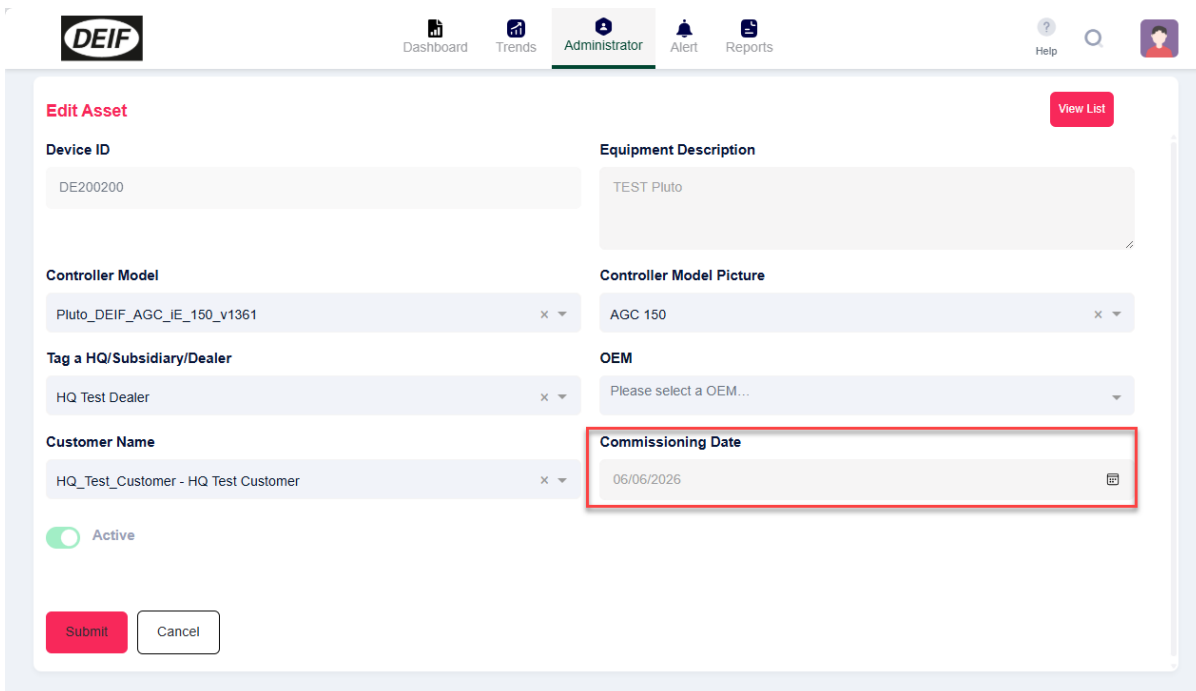 DEIF
Dashboard
Trends
Administrator
Alert
Reports
?
Help
Edit Asset
View List
Device ID
Equipment Description
DE200200
TEST Pluto
Controller Model
Controller Model Picture
Pluto_DEIF_AGC_iE_150_v1361
AGC 150
Tag a HQ/Subsidiary/Dealer
OEM
HQ Test Dealer
Please select a OEM...
Customer Name
Commissioning Date
HQ_Test_Customer - HQ Test Customer
06/06/2026
Active
Submit
Cancel